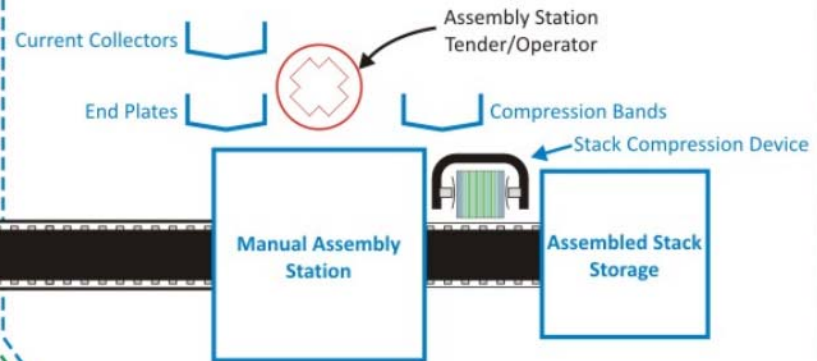 Assembly Station
Tender/Operator
Current Collectors
End Plates
Compression Bands
Stack Compression Device
Manual Assembly
Station
Assembled Stack
Storage